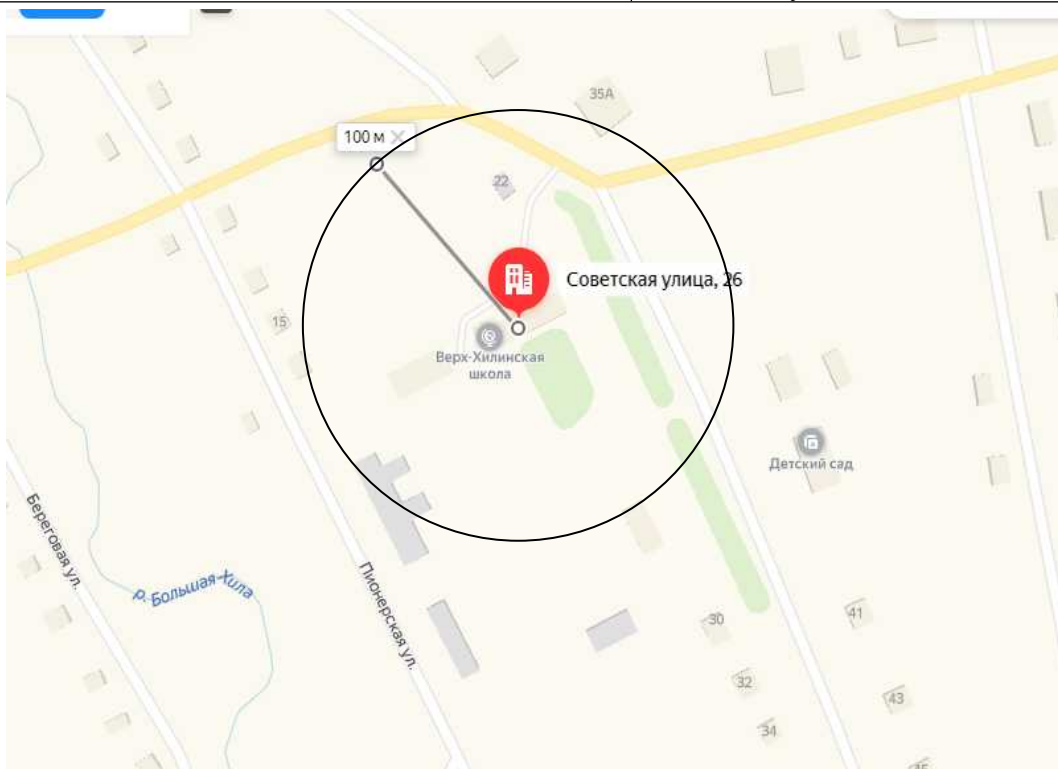 35А
100 м
22
Советская улица, 26
15
Верх-Хилинская
школа
Детский сад
Береговая ул.
р. Большая-Хила
Пионерская ул.
30
41
32
43
34